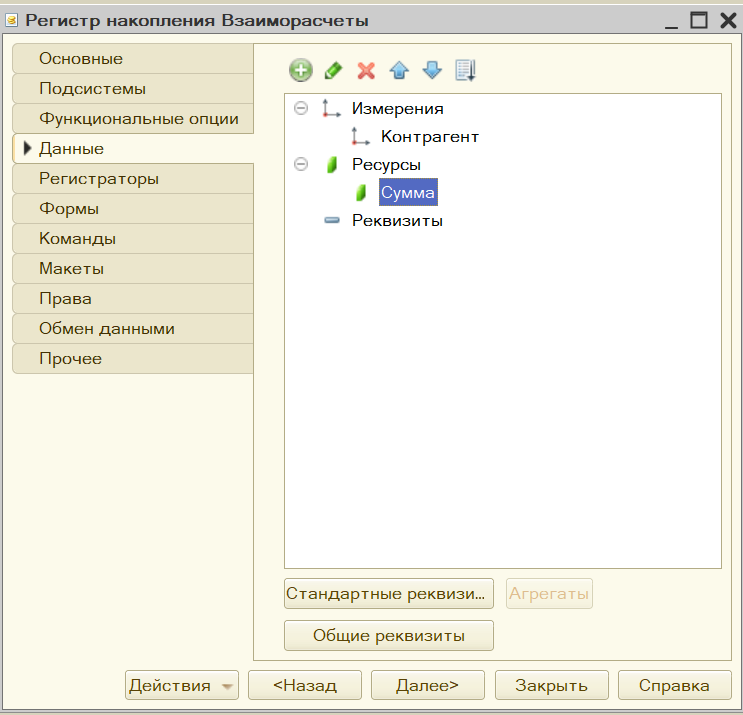 Регистр накопления Взаиморасчеты
Основные
Подсистемы
Функциональные опции
Данные
Регистраторы
Формы
Команды
Макеты
Права
Обмен данными
Прочее
Измерения
Контрагент
Ресурсы
Сумма
Реквизиты
Стандартные реквизи...
Агрегаты
Общие реквизиты
Действия
<Назад
Далее>
Закрыть
Справка